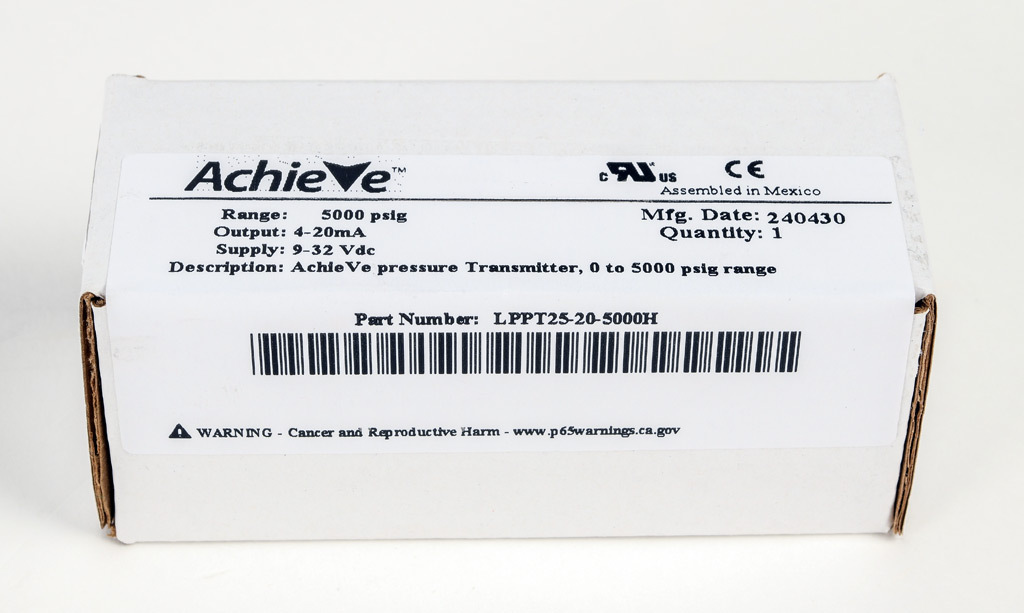 AchieVe™
c RU US CE
Assembled in Mexico
Range: 5000 psig
Mfg. Date: 240430
Output: 4-20mA
Quantity: 1
Supply: 9-32 Vdc
Description: AchieVe pressure Transmitter, 0 to 5000 psig range
Part Number: LPPT25-20-5000H
WARNING - Cancer and Reproductive Harm - www.p65warnings.ca.gov